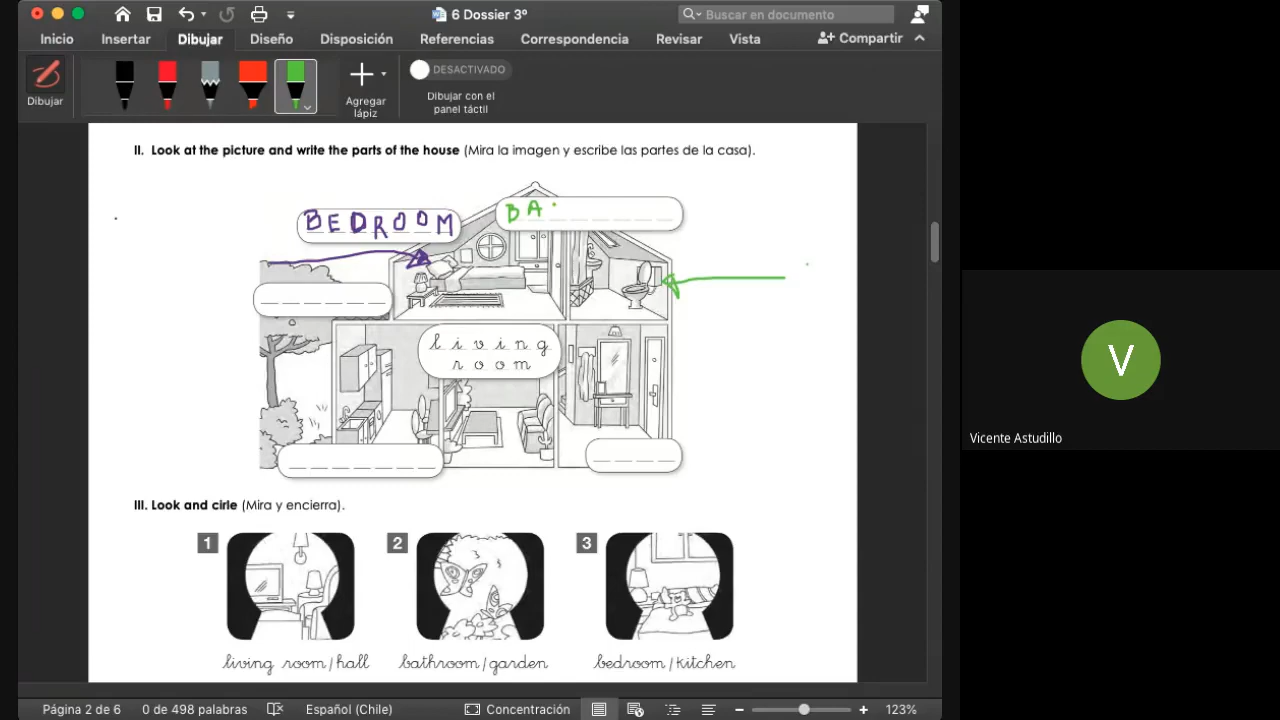 6 Dossier 3º
Buscar en documento
Inicio
Insertar
Dibujar
Diseño
Disposición
Referencias
Correspondencia
Revisar
Vista
Compartir
Dibujar
Agregar
lápiz
DESACTIVADO
Dibujar con el
panel táctil
II. Look at the picture and write the parts of the house (Mira la imagen y escribe las partes de la casa).
BEDROOM
BA
living
room
III. Look and cirle (Mira y encierra).
1
2
3
living room / hall
bathroom / garden
bedroom / kitchen
V
Vicente Astudillo
Página 2 de 6
0 de 498 palabras
Español (Chile)
Concentración
123%